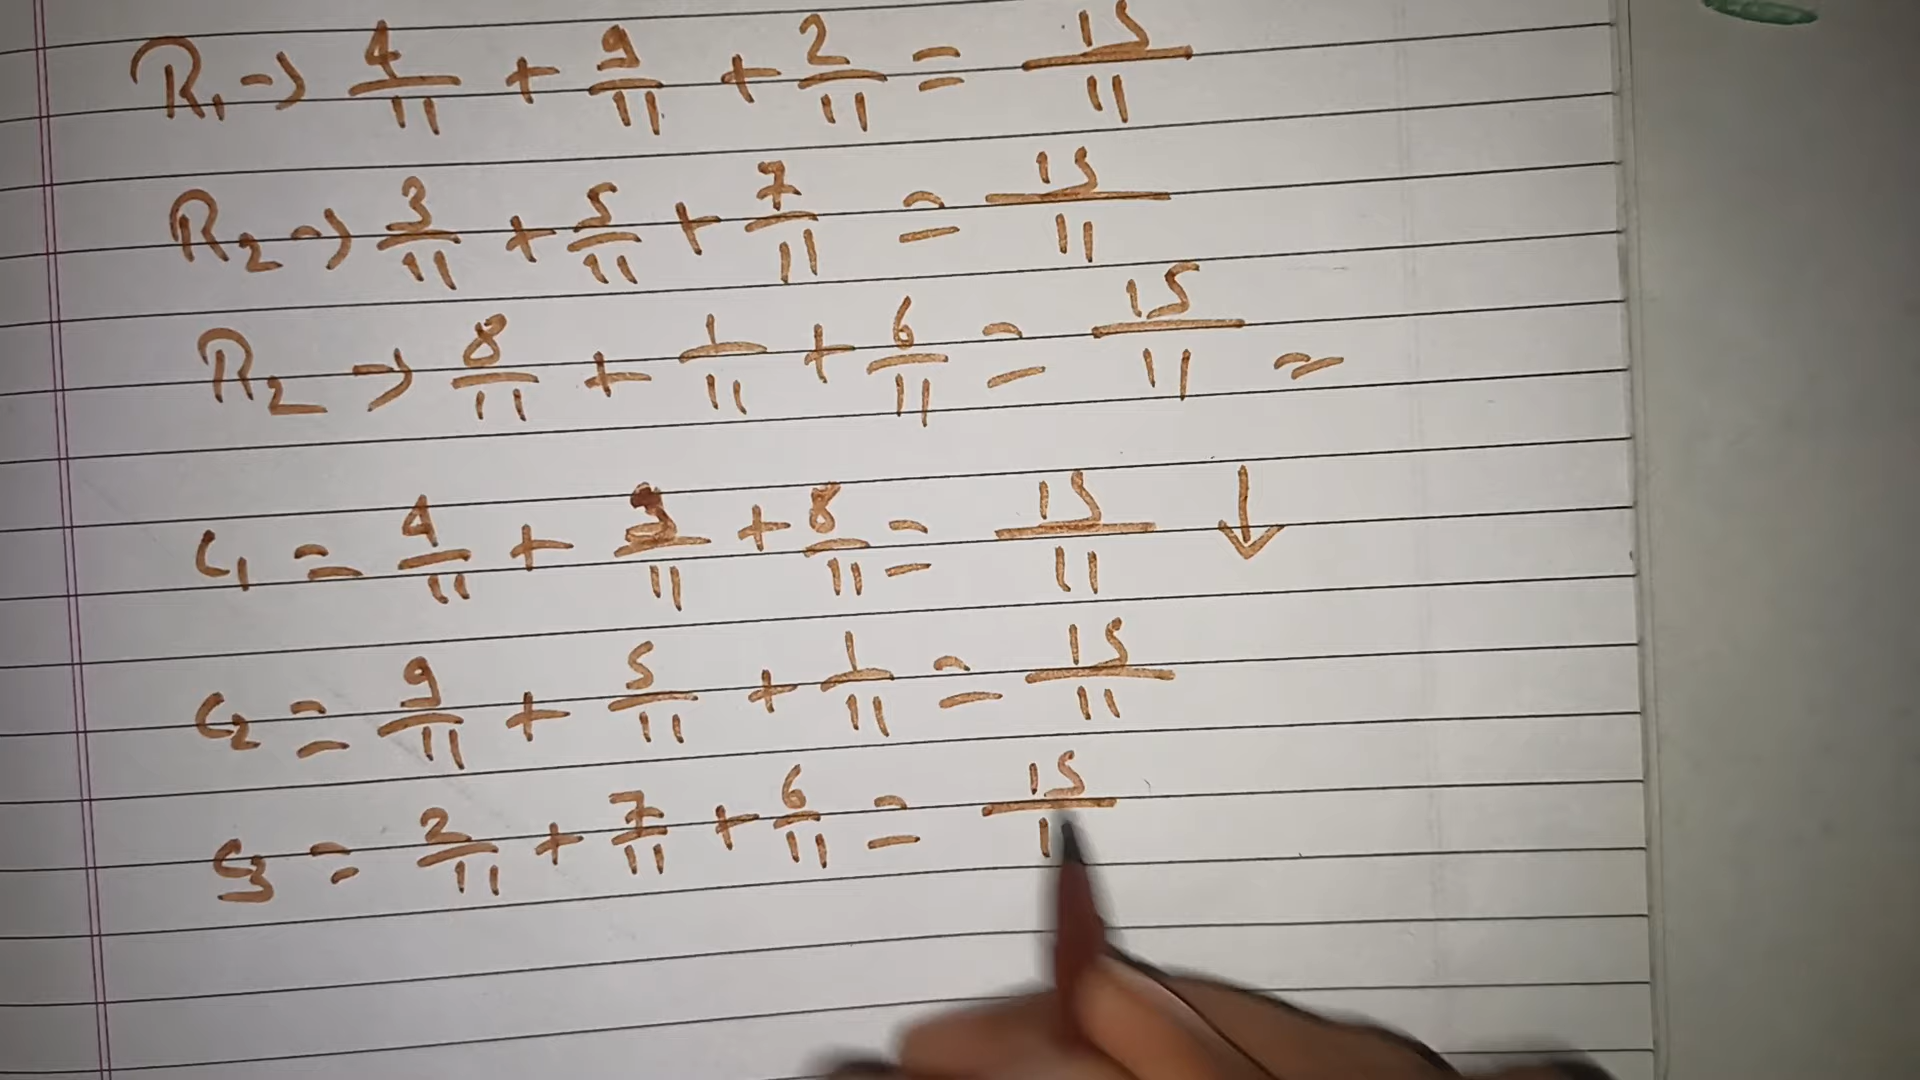 R₁ → 4/11 + 9/11 + 2/11 = 15/11
R₂ → 3/11 + 5/11 + 7/11 = 15/11
R₂ → 8/11 + 1/11 + 6/11 = 15/11 =
C₁ = 4/11 + 3/11 + 8/11 = 15/11 ↓
C₂ = 9/11 + 5/11 + 1/11 = 15/11
C₃ = 2/11 + 7/11 + 6/11 = 15/1